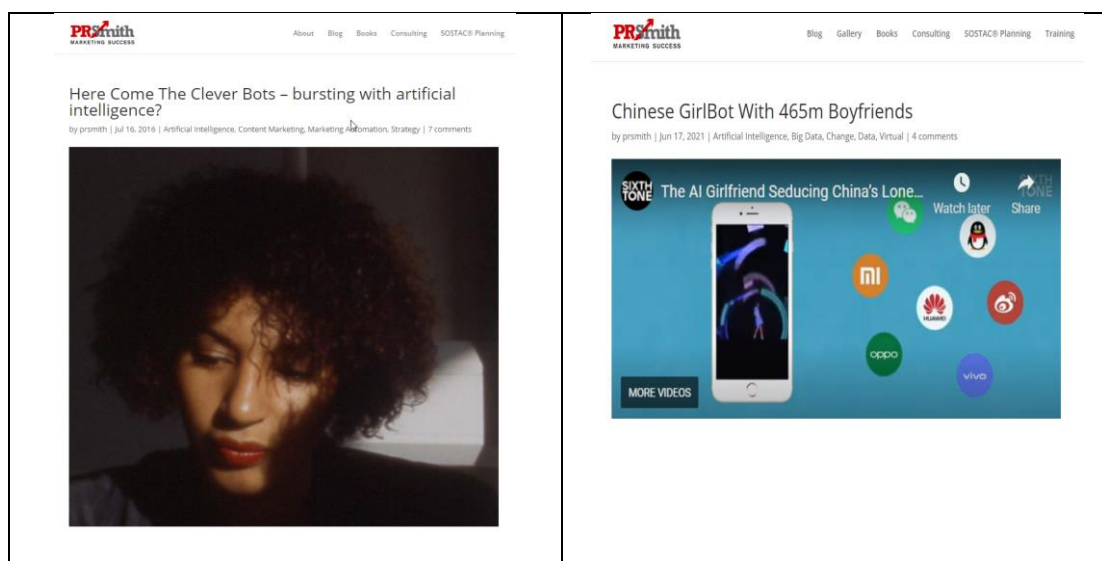 PRSmith
MARKETING SUCCESS
About Blog Books Consulting SOSTAC® Planning
Here Come The Clever Bots – bursting with artificial
intelligence?
by prsmith | Jul 16, 2016 | Artificial Intelligence, Content Marketing, Marketing Automation, Strategy | 7 comments
PRSmith
MARKETING SUCCESS
Blog Gallery Books Consulting SOSTAC® Planning Training
Chinese GirlBot With 465m Boyfriends
by prsmith | Jun 17, 2021 | Artificial Intelligence, Big Data, Change, Data, Virtual | 4 comments
SIXTH
TONE
The AI Girlfriend Seducing China's Lone...
Watch later
Share
SIXTH
TONE
MI
HUAWEI
oppo
vivo
MORE VIDEOS